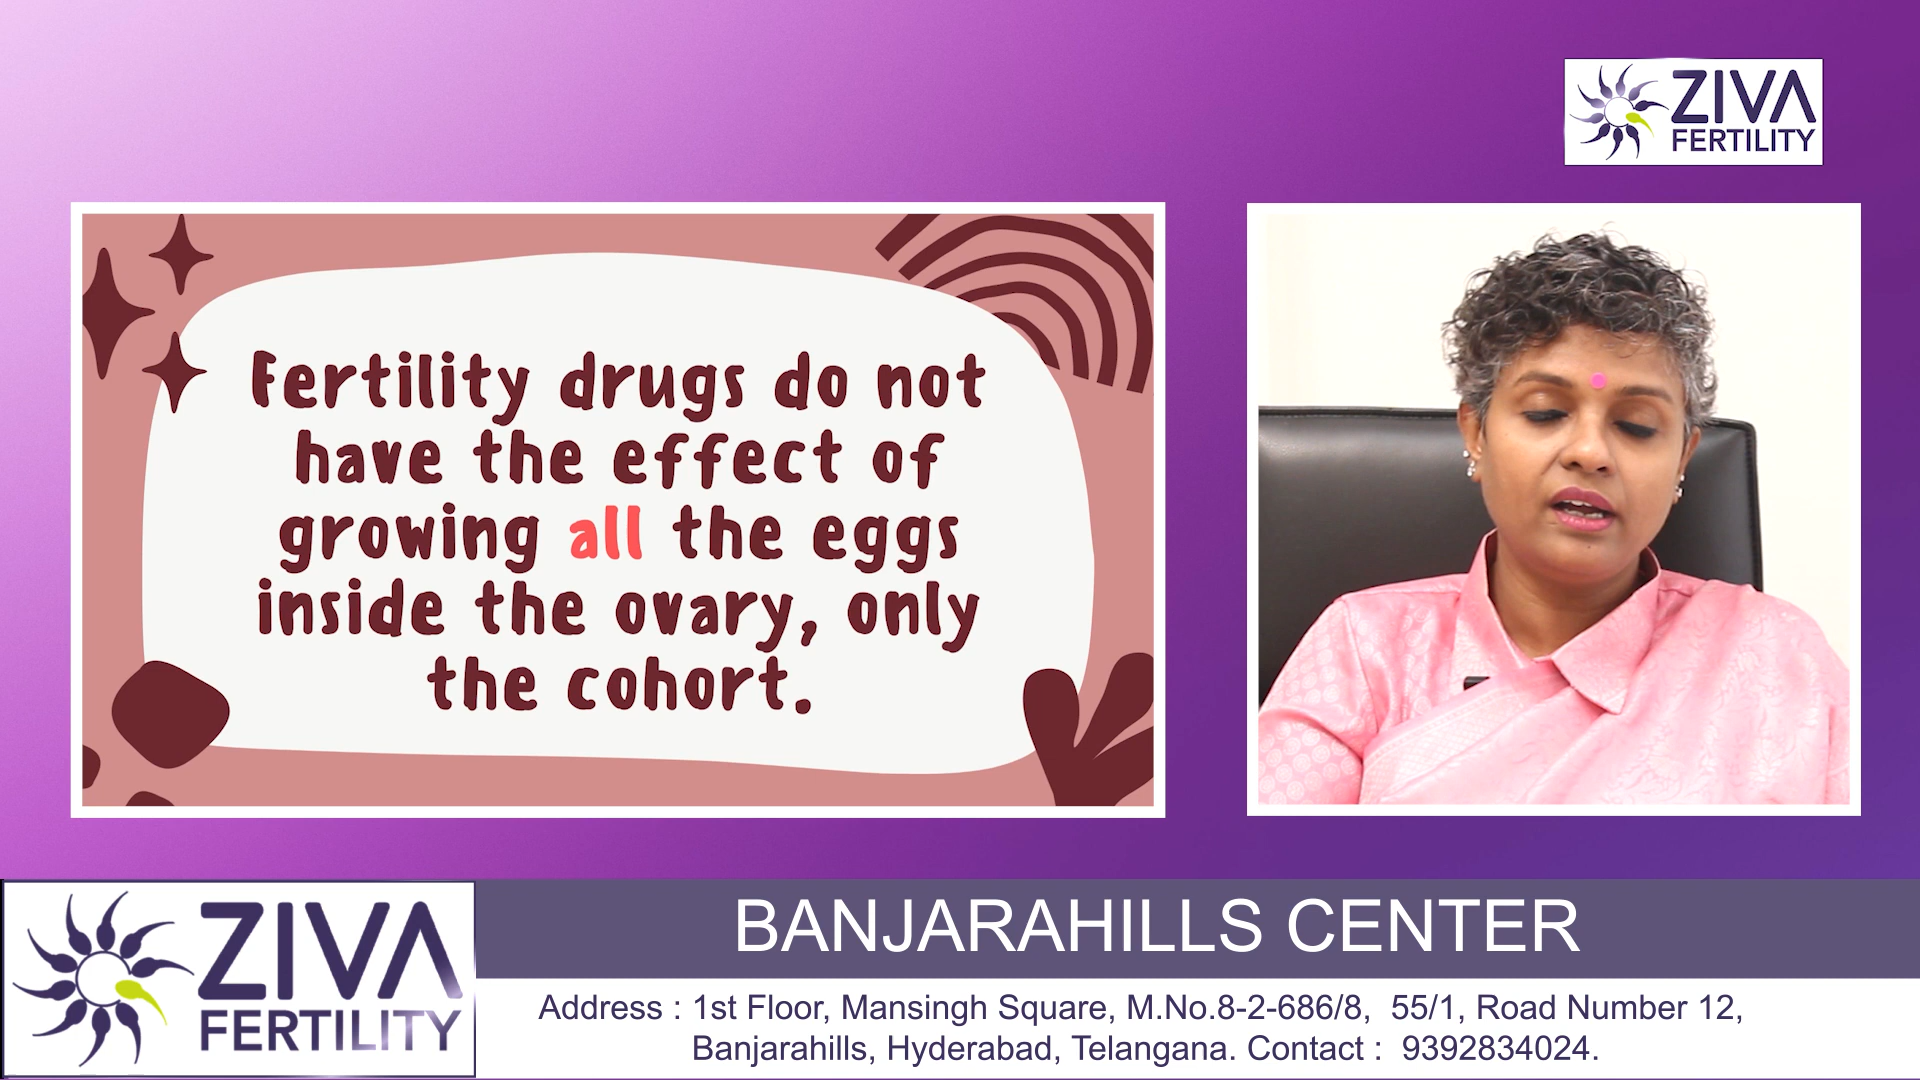 ZIVA
FERTILITY
Fertility drugs do not
have the effect of
growing all the eggs
inside the ovary, only
the cohort.
ZIVA
FERTILITY
BANJARAHILLS CENTER
Address : 1st Floor, Mansingh Square, M.No.8-2-686/8, 55/1, Road Number 12,
Banjarahills, Hyderabad, Telangana. Contact : 9392834024.